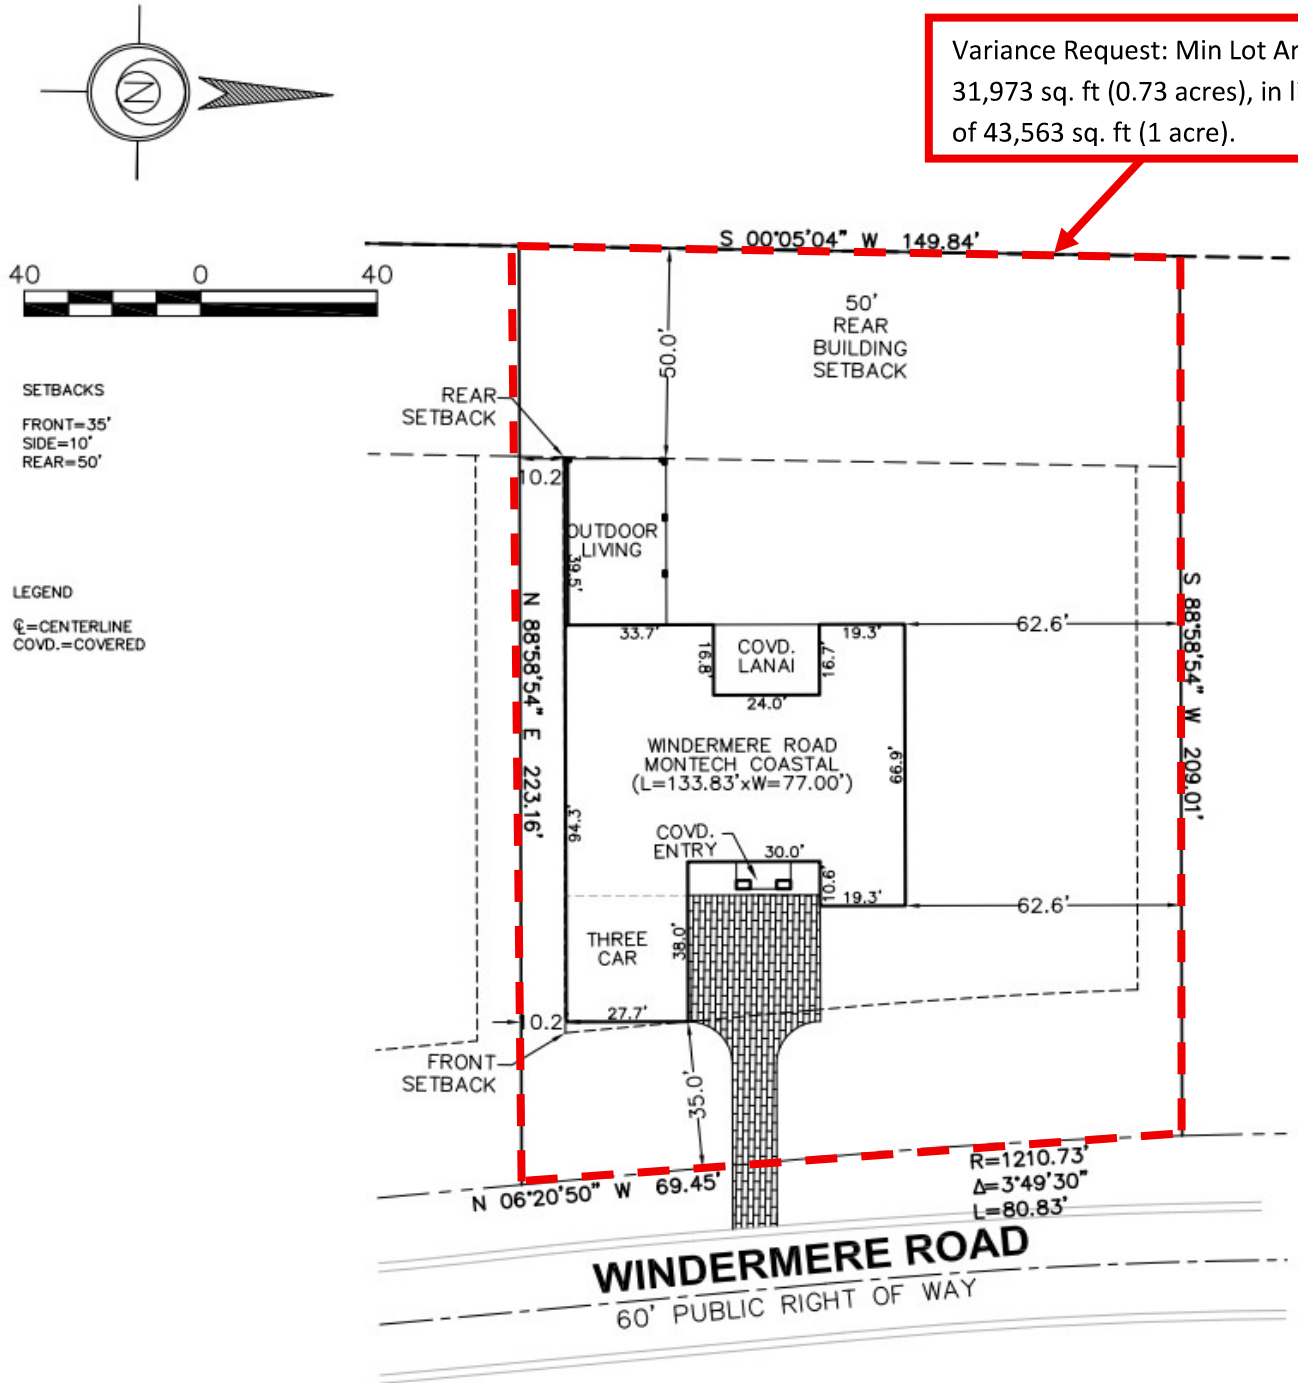 N
Variance Request: Min Lot Ar
31,973 sq. ft (0.73 acres), in l
of 43,563 sq. ft (1 acre).
S 00°05'04" W 149.84'
40 0 40
50'
REAR
BUILDING
SETBACK
50.0'
SETBACKS
FRONT=35'
SIDE=10'
REAR=50'
REAR
SETBACK
10.2
OUTDOOR
LIVING
39.5'
LEGEND
℄=CENTERLINE
COVD.=COVERED
N 88°58'54" E 223.16'
S 88°58'54" W 209.01'
33.7'
16.8'
COVD.
LANAI
16.7'
19.3'
62.6'
24.0'
WINDERMERE ROAD
MONTECH COASTAL
(L=133.83'xW=77.00')
66.9'
94.3'
COVD.
ENTRY
30.0'
10.6'
19.3'
62.6'
THREE
CAR
38.0'
27.7'
10.2
FRONT
SETBACK
35.0'
N 06°20'50" W 69.45'
R=1210.73'
Δ=3°49'30"
L=80.83'
WINDERMERE ROAD
60' PUBLIC RIGHT OF WAY